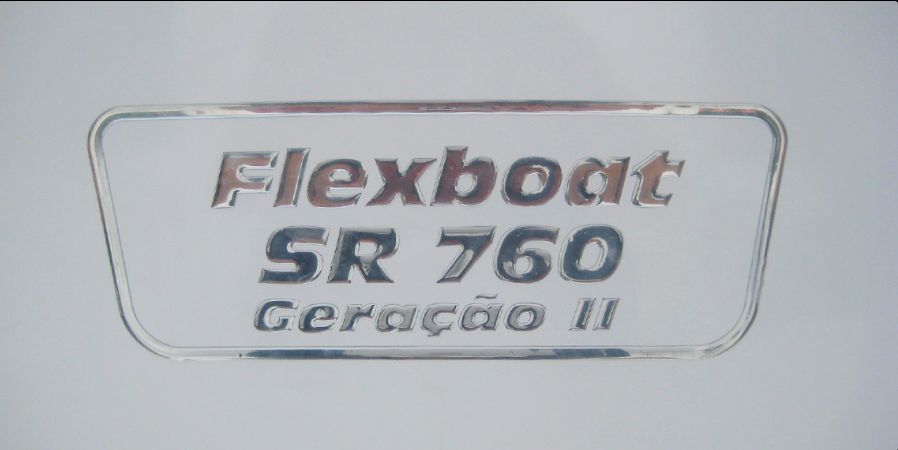 Flexboat
SR 760
Geração II